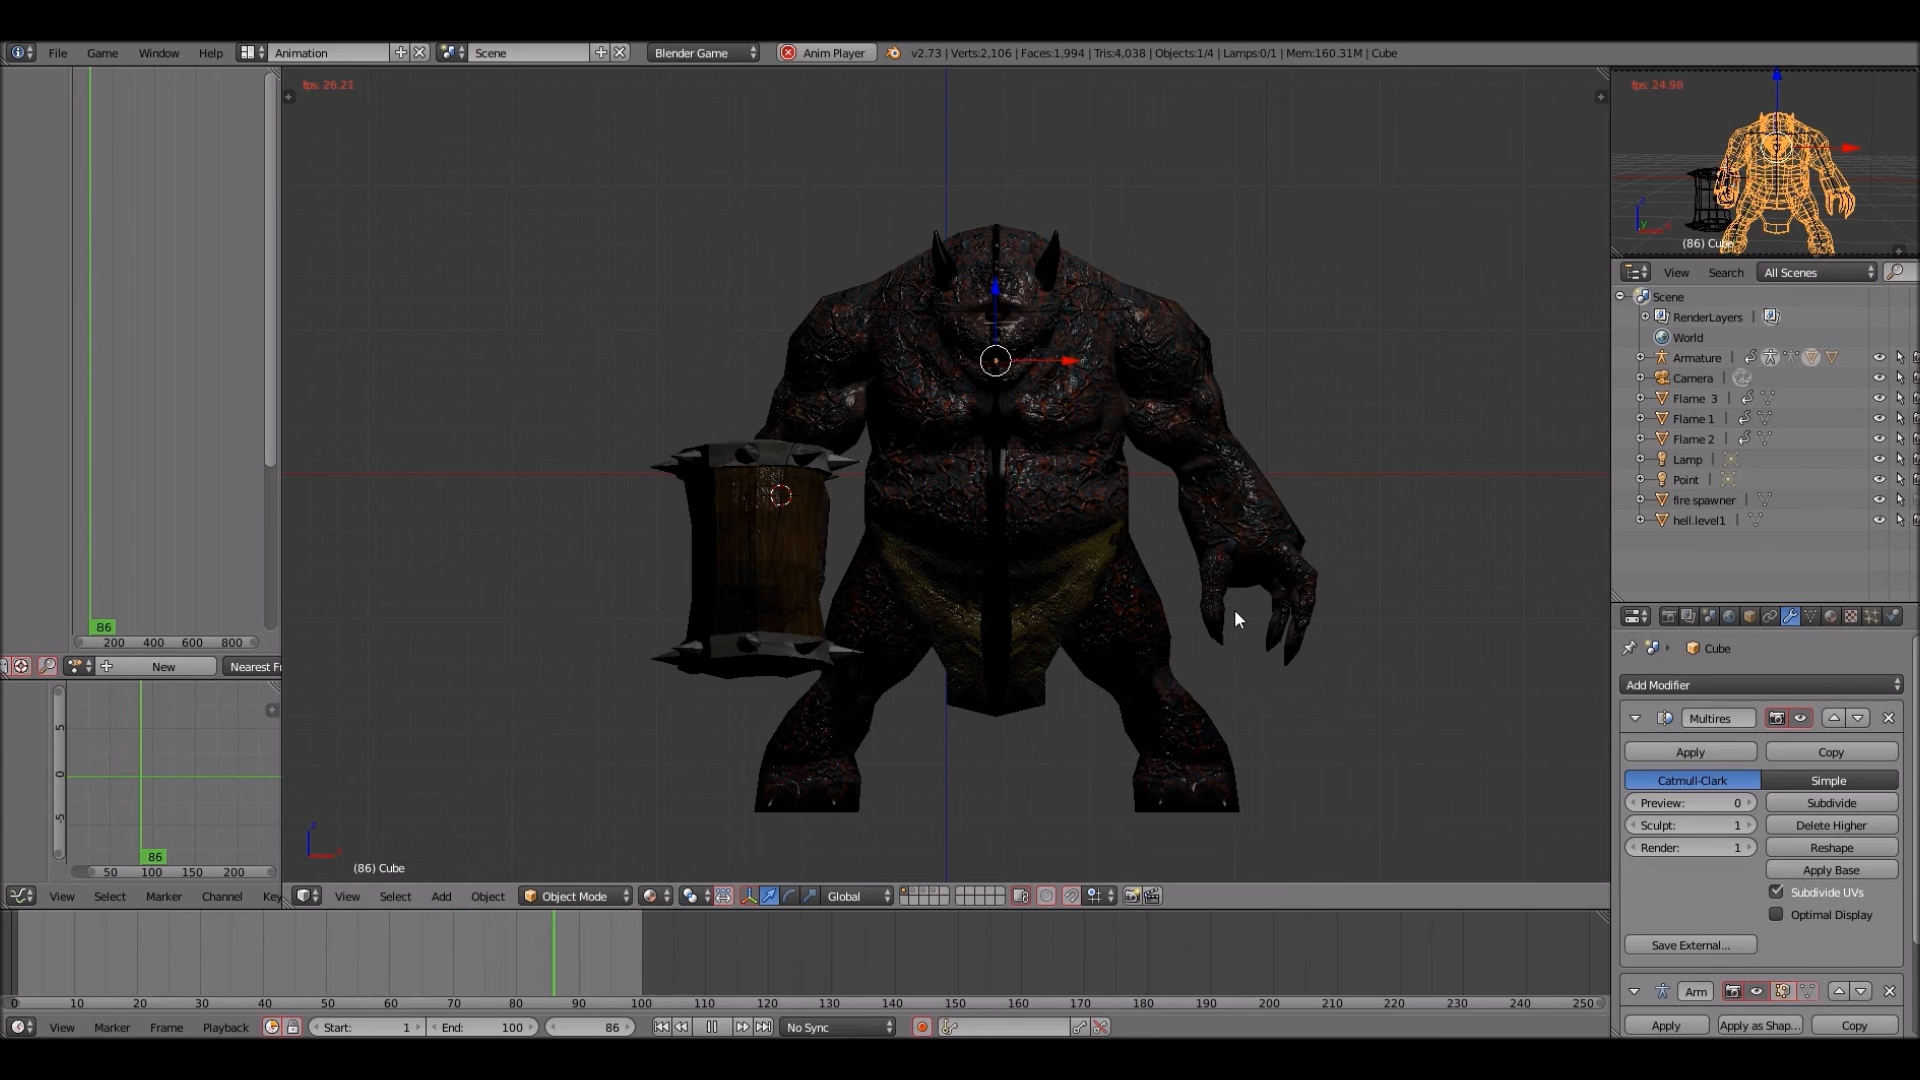 File Game Window Help Animation Scene Blender Game Anim Player v2.73 | Verts:2,106 | Faces:1,994 | Tris:4,038 | Objects:1/4 | Lamps:0/1 | Mem:160.31M | Cube
fps: 26.21
fps: 24.98
(86) Cube
View Search All Scenes
Scene
RenderLayers
World
Armature
Camera
Flame 3
Flame 1
Flame 2
Lamp
Point
fire spawner
hell.level1
86
200 400 600 800
New Nearest Fr
5
0
-5
86
50 100 150 200
View Select Marker Channel Key
(86) Cube
View Select Add Object Object Mode Global
Cube
Add Modifier
Multires
Apply Copy
Catmull-Clark Simple
Preview: 0 Subdivide
Sculpt: 1 Delete Higher
Render: 1 Reshape
Apply Base
Subdivide UVs
Optimal Display
Save External...
Arm
Apply Apply as Shap... Copy
0 10 20 30 40 50 60 70 80 90 100 110 120 130 140 150 160 170 180 190 200 210 220 230 240 250
View Marker Frame Playback Start: 1 End: 100 86 No Sync